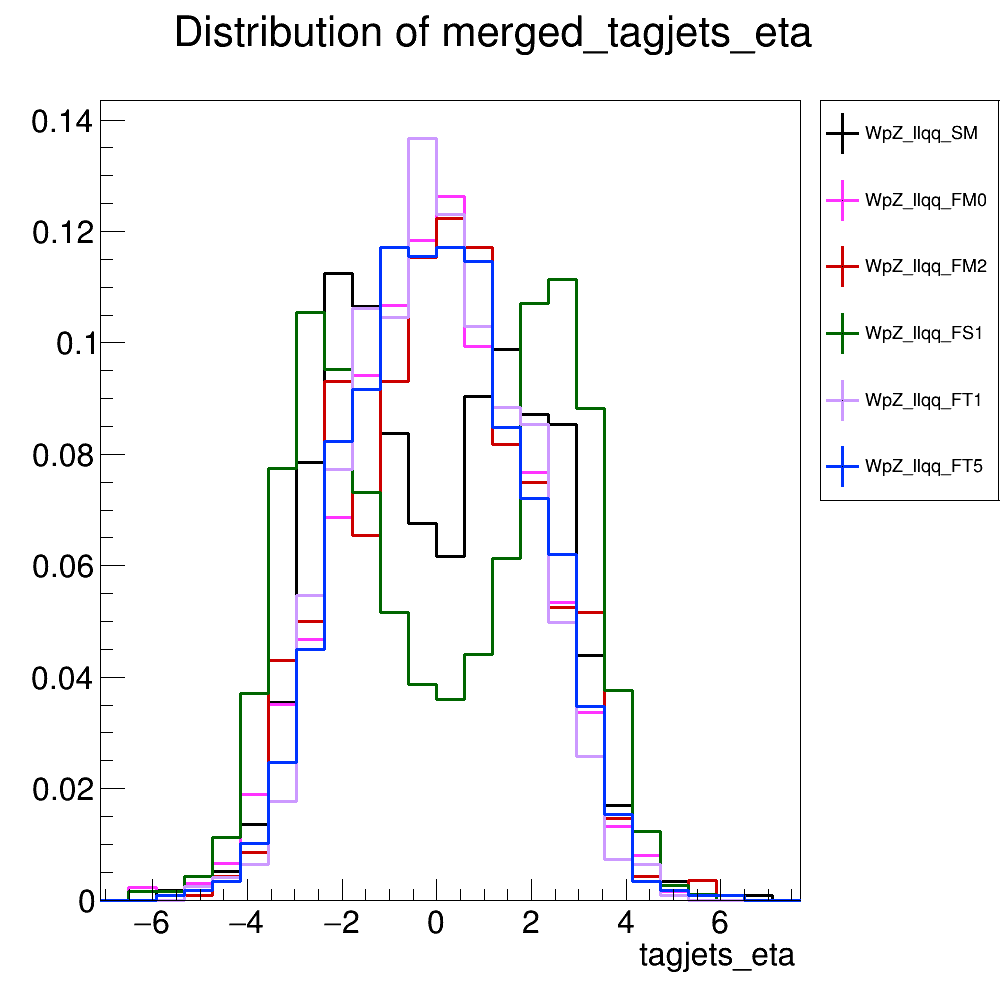 Distribution of merged_tagjets_eta
0.14
0.12
0.1
0.08
0.06
0.04
0.02
0
−6 −4 −2 0 2 4 6
tagjets_eta
WpZ_llqq_SM
WpZ_llqq_FM0
WpZ_llqq_FM2
WpZ_llqq_FS1
WpZ_llqq_FT1
WpZ_llqq_FT5